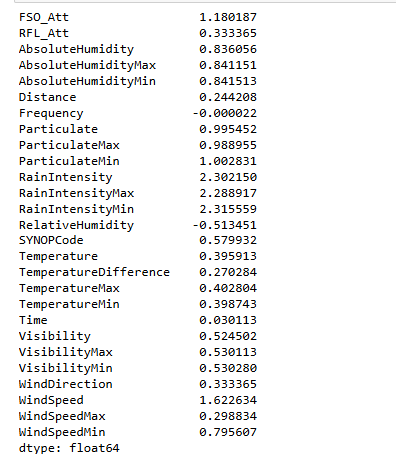 FSO_Att 1.180187
RFL_Att 0.333365
AbsoluteHumidity 0.836056
AbsoluteHumidityMax 0.841151
AbsoluteHumidityMin 0.841513
Distance 0.244208
Frequency -0.000022
Particulate 0.995452
ParticulateMax 0.988955
ParticulateMin 1.002831
RainIntensity 2.302150
RainIntensityMax 2.288917
RainIntensityMin 2.315559
RelativeHumidity -0.513451
SYNOPCode 0.579932
Temperature 0.395913
TemperatureDifference 0.270284
TemperatureMax 0.402804
TemperatureMin 0.398743
Time 0.030113
Visibility 0.524502
VisibilityMax 0.530113
VisibilityMin 0.530280
WindDirection 0.333365
WindSpeed 1.622634
WindSpeedMax 0.298834
WindSpeedMin 0.795607
dtype: float64